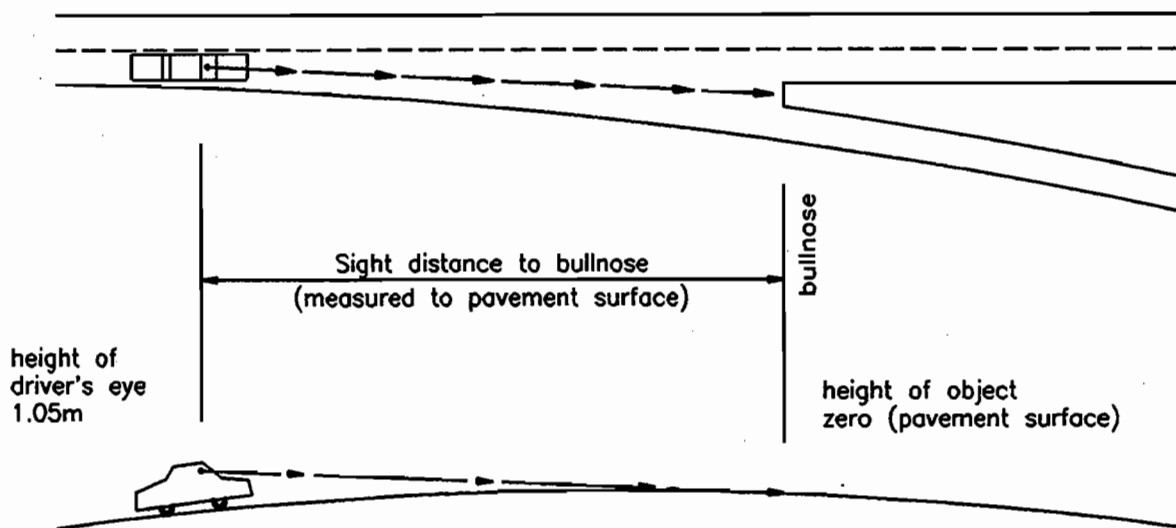 Sight distance to bullnose
(measured to pavement surface)
bullnose
height of
driver's eye
1.05m
height of object
zero (pavement surface)